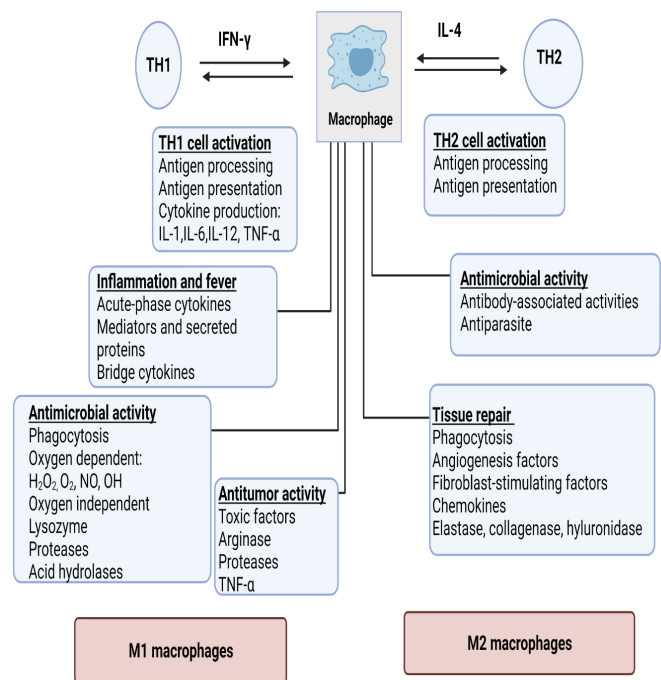 TH1
IFN-γ
IL-4
TH2
Macrophage
TH1 cell activation
Antigen processing
Antigen presentation
Cytokine production:
IL-1,IL-6,IL-12, TNF-α
TH2 cell activation
Antigen processing
Antigen presentation
Inflammation and fever
Acute-phase cytokines
Mediators and secreted
proteins
Bridge cytokines
Antimicrobial activity
Antibody-associated activities
Antiparasite
Antimicrobial activity
Phagocytosis
Oxygen dependent:
H₂O₂, O₂, NO, OH
Oxygen independent
Lysozyme
Proteases
Acid hydrolases
Antitumor activity
Toxic factors
Arginase
Proteases
TNF-α
Tissue repair
Phagocytosis
Angiogenesis factors
Fibroblast-stimulating factors
Chemokines
Elastase, collagenase, hyluronidase
M1 macrophages
M2 macrophages